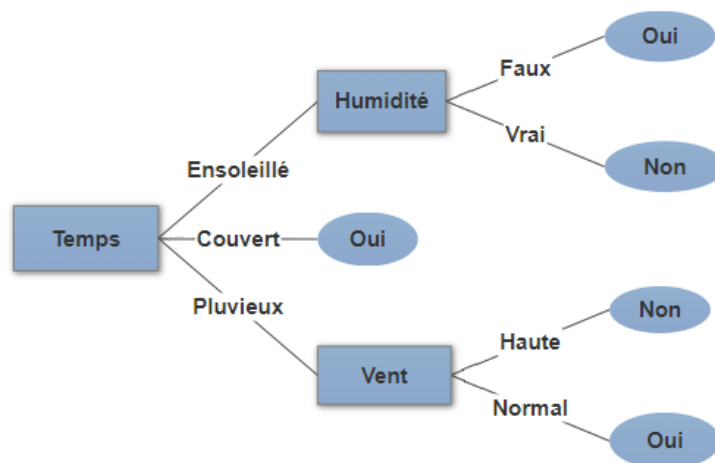 Oui
Faux
Humidité
Vrai
Ensoleillé
Non
Temps
Couvert
Oui
Pluvieux
Non
Haute
Vent
Normal
Oui